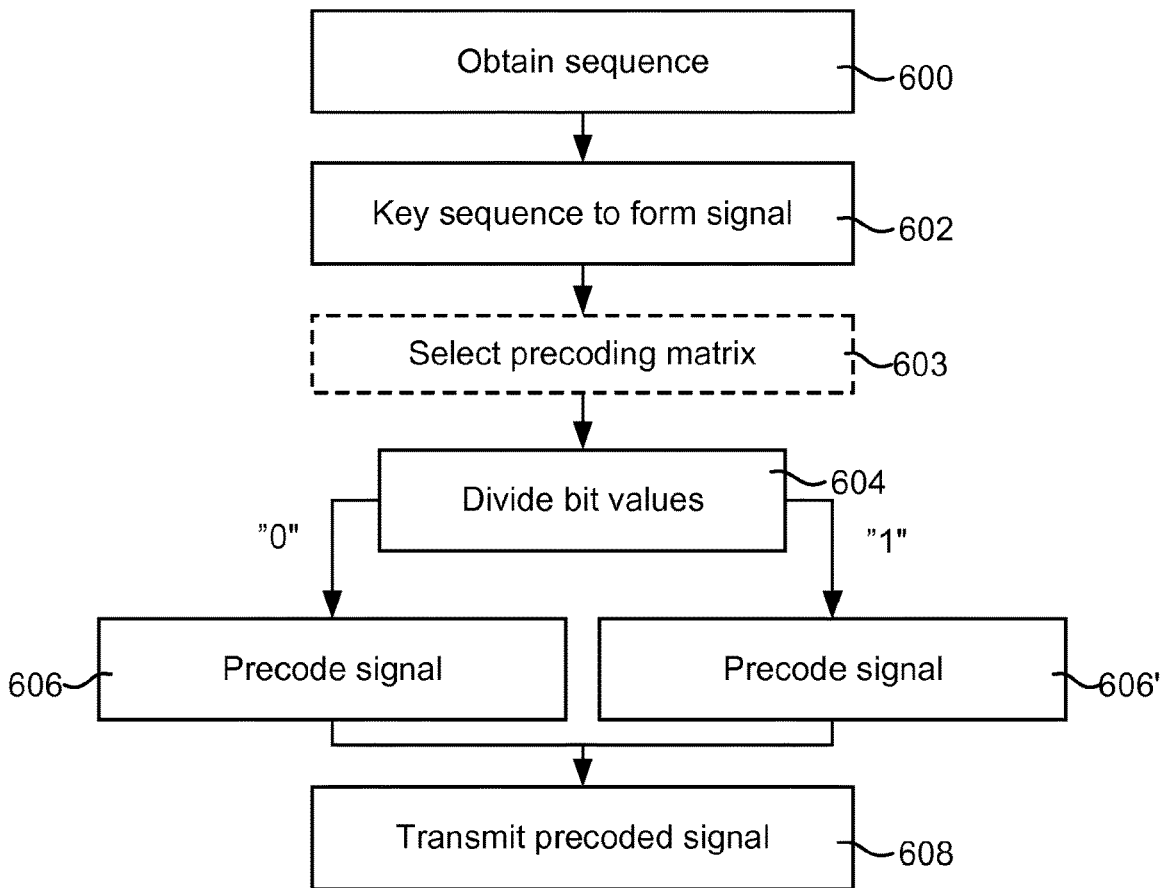 Obtain sequence
600
Key sequence to form signal
602
Select precoding matrix
603
Divide bit values
604
”0"
”1"
Precode signal
606
Precode signal
606'
Transmit precoded signal
608